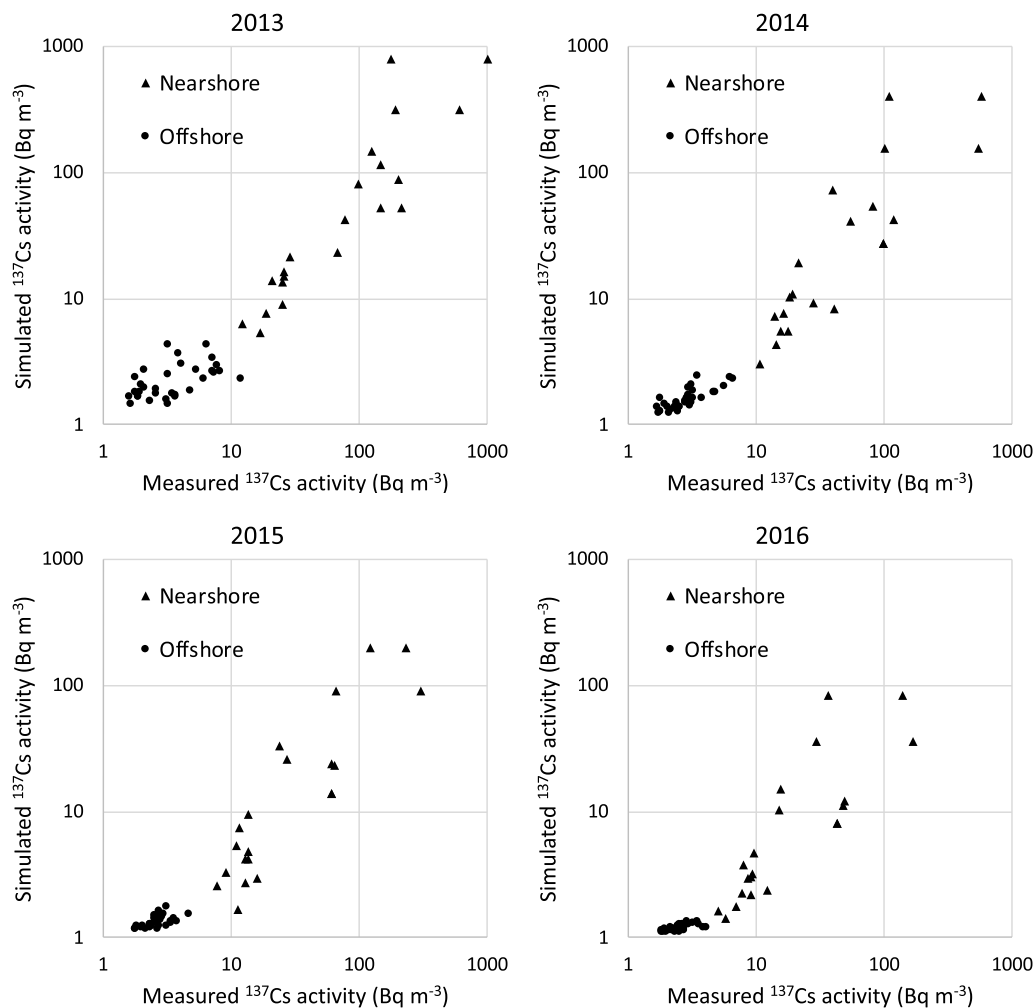 2013
1000
100
10
1
Simulated ¹³⁷Cs activity (Bq m⁻³)
Nearshore
Offshore
1 10 100 1000
Measured ¹³⁷Cs activity (Bq m⁻³)
2014
1000
100
10
1
Simulated ¹³⁷Cs activity (Bq m⁻³)
Nearshore
Offshore
1 10 100 1000
Measured ¹³⁷Cs activity (Bq m⁻³)
2015
1000
100
10
1
Simulated ¹³⁷Cs activity (Bq m⁻³)
Nearshore
Offshore
1 10 100 1000
Measured ¹³⁷Cs activity (Bq m⁻³)
2016
1000
100
10
1
Simulated ¹³⁷Cs activity (Bq m⁻³)
Nearshore
Offshore
1 10 100 1000
Measured ¹³⁷Cs activity (Bq m⁻³)